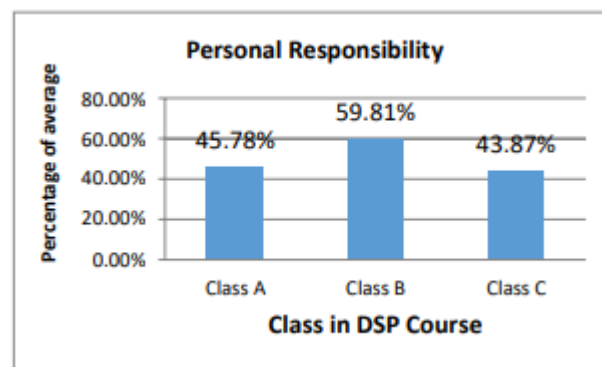 Personal Responsibility
Percentage of average
80.00%
60.00%
40.00%
20.00%
0.00%
45.78%
59.81%
43.87%
Class A
Class B
Class C
Class in DSP Course